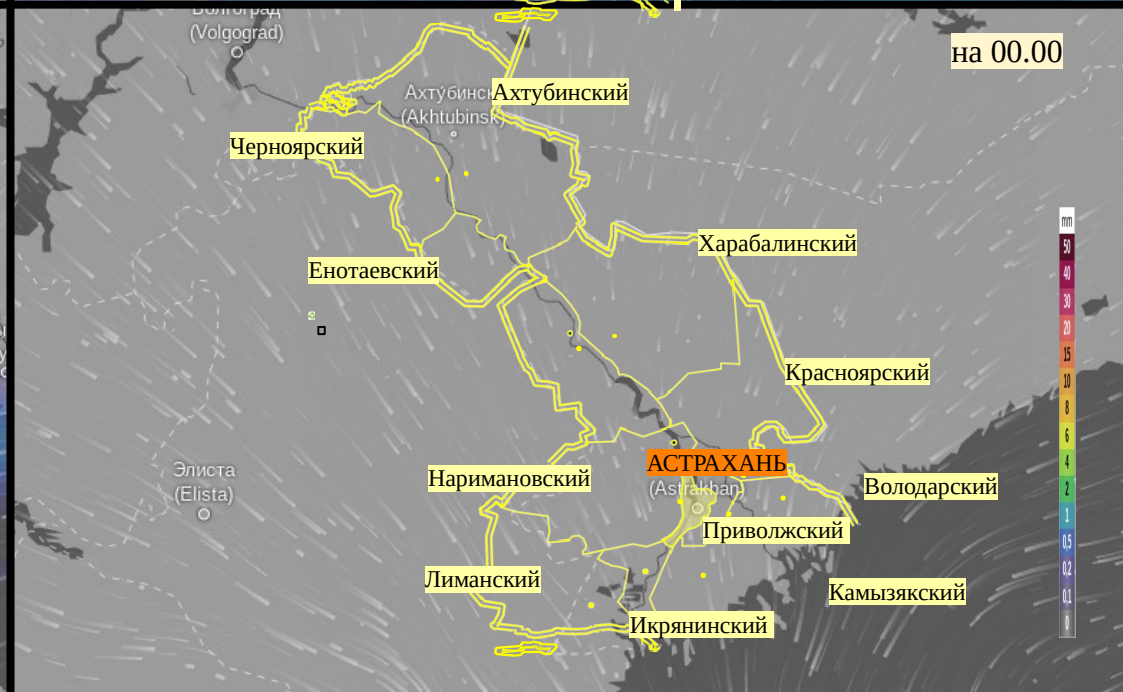 Волгоград
(Volgograd)
на 00.00
Ахтубинский
Аху́бинск
(Akhtubinsk)
Черноярский
Харабалинский
Енотаевский
mm
50
40
30
20
15
10
8
6
4
2
1
0,5
0,2
0,1
0
Красноярский
АСТРАХАНЬ
(Astrakhan)
Элиста
(Elista)
Наримановский
Володарский
Приволжский
Лиманский
Камызякский
Икрянинский